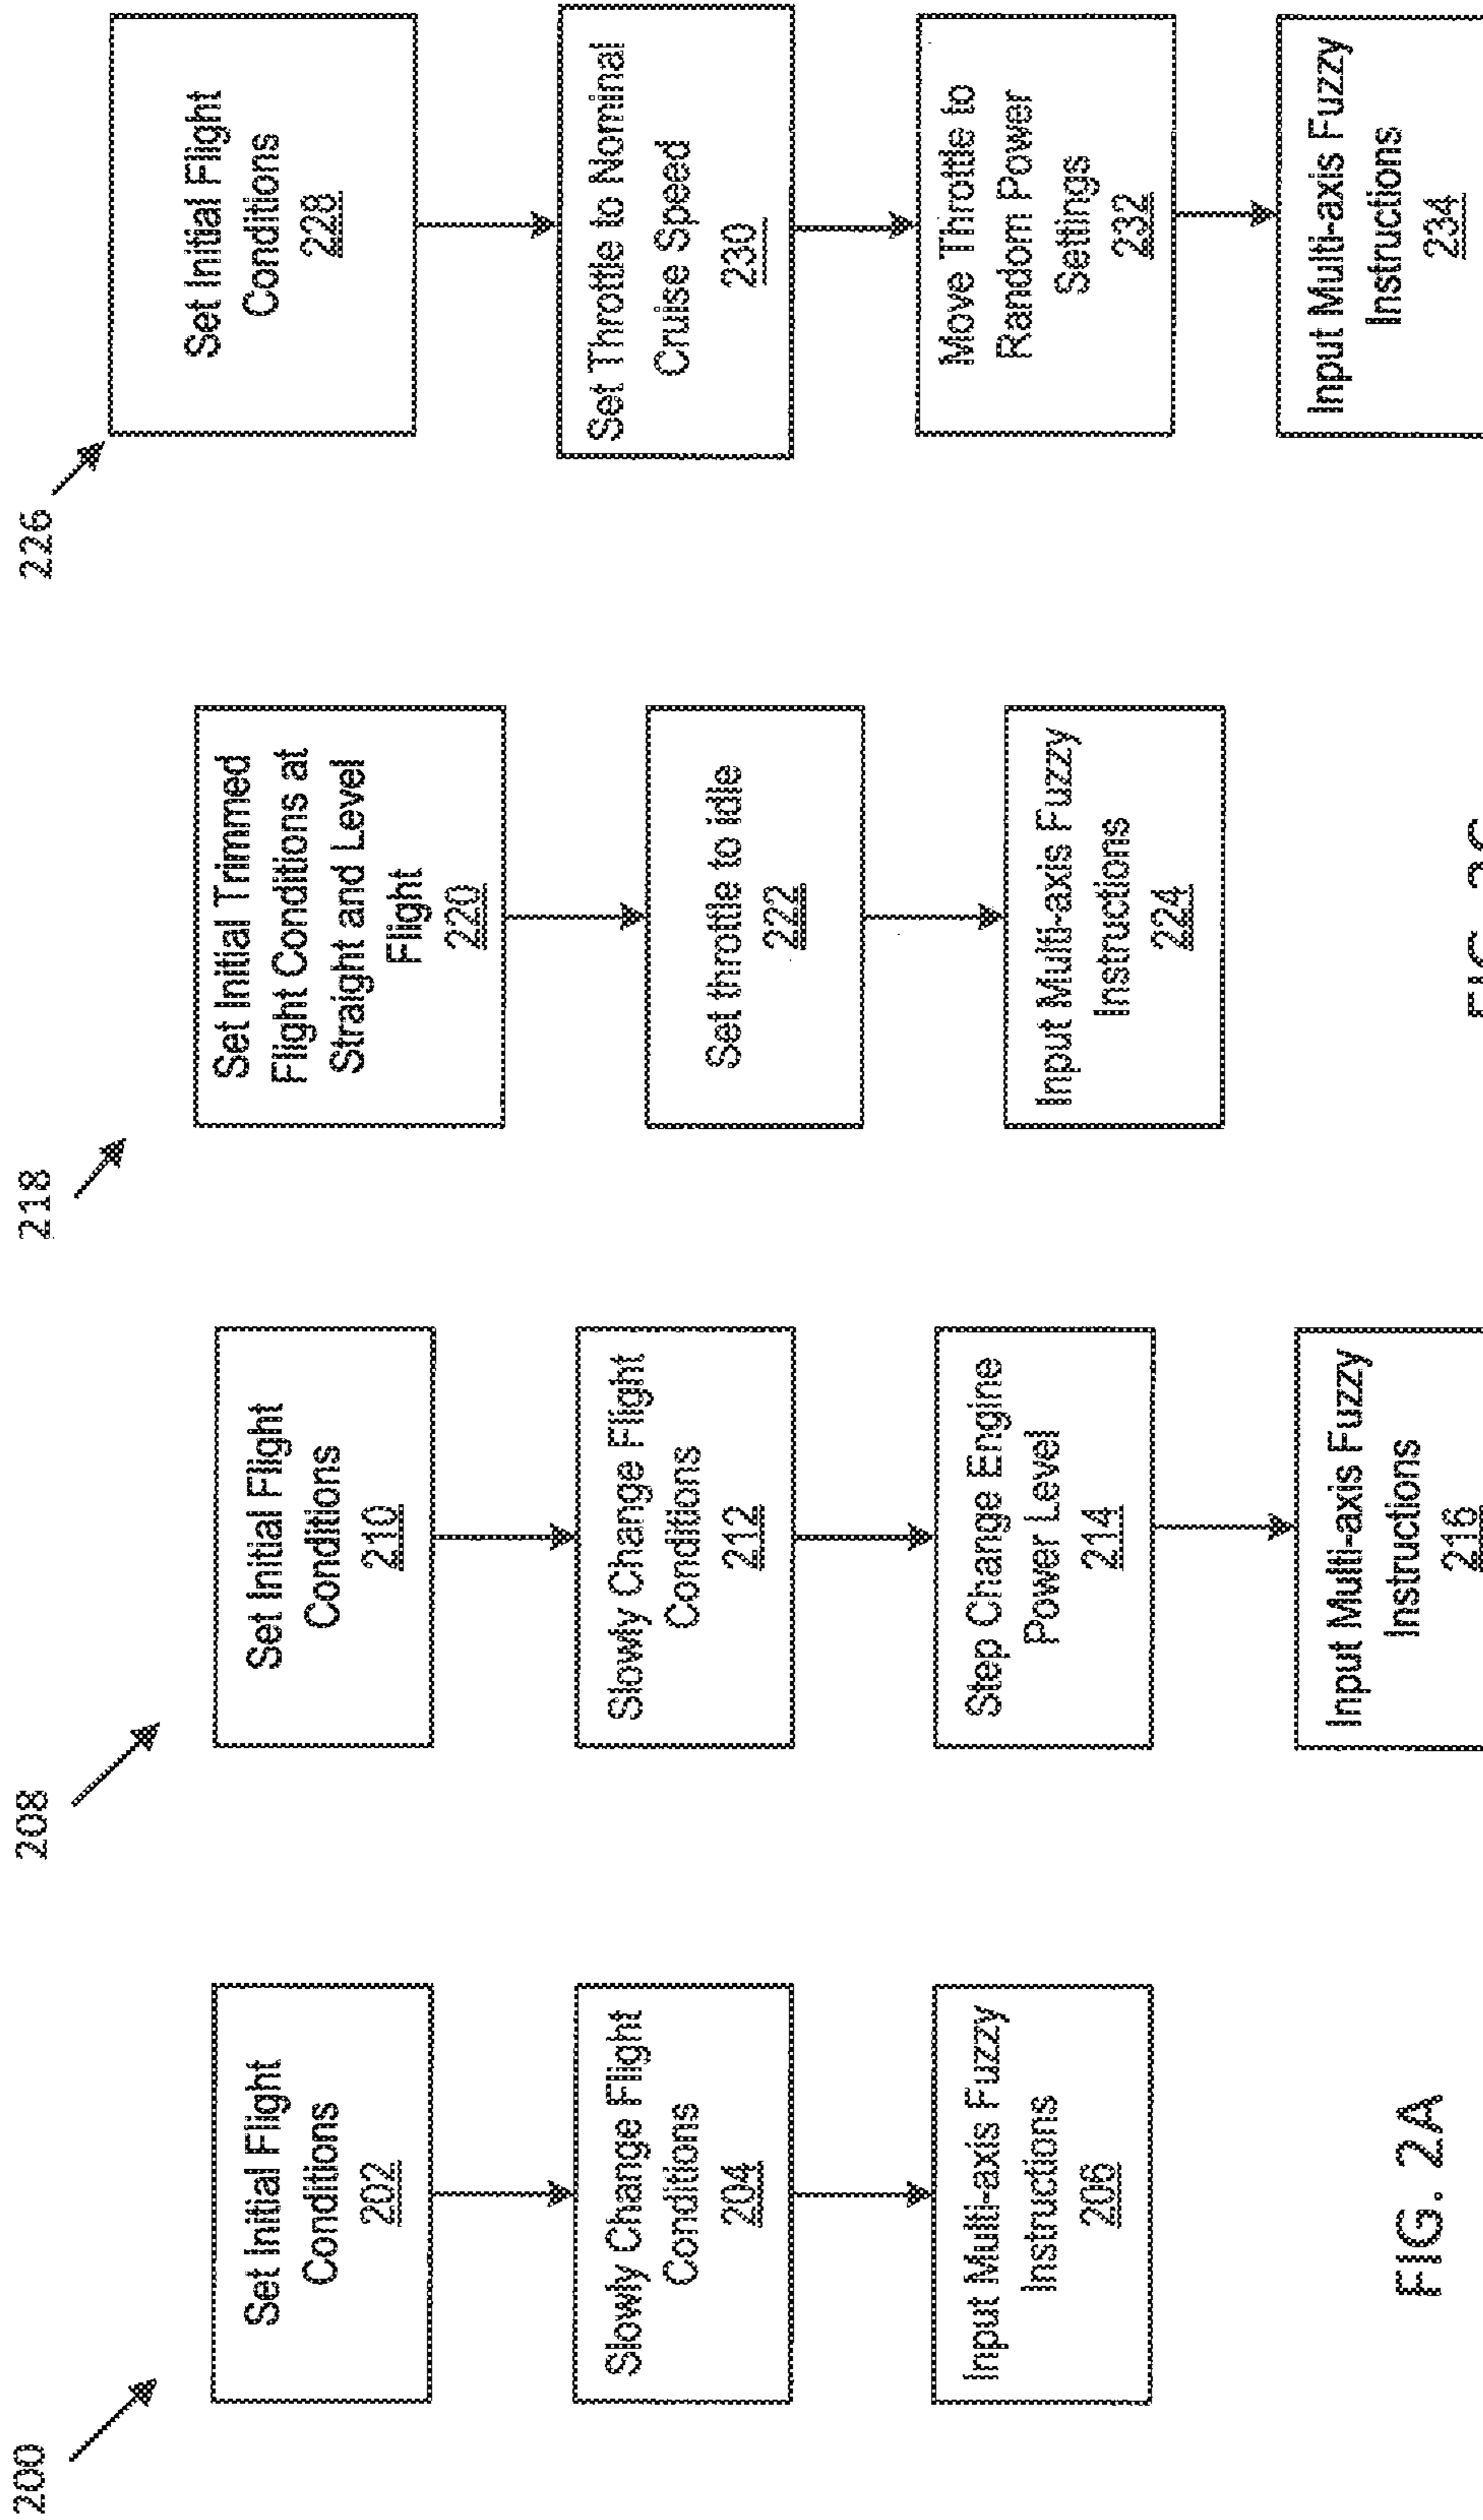 200
Set Initial Flight
Conditions
202
Slowly Change Flight
Conditions
204
Input Multi-axis Fuzzy
Instructions
206
FIG. 2A
208
Set Initial Flight
Conditions
210
Slowly Change Flight
Conditions
212
Step Change Engine
Power Level
214
Input Multi-axis Fuzzy
Instructions
216
218
Set Initial Trimmed
Flight Conditions at
Straight and Level
Flight
220
Set throttle to idle
222
Input Multi-axis Fuzzy
Instructions
224
226
Set Initial Flight
Conditions
228
Set Throttle to Nominal
Cruise Speed
230
Move Throttle to
Random Power
Settings
232
Input Multi-axis Fuzzy
Instructions
234